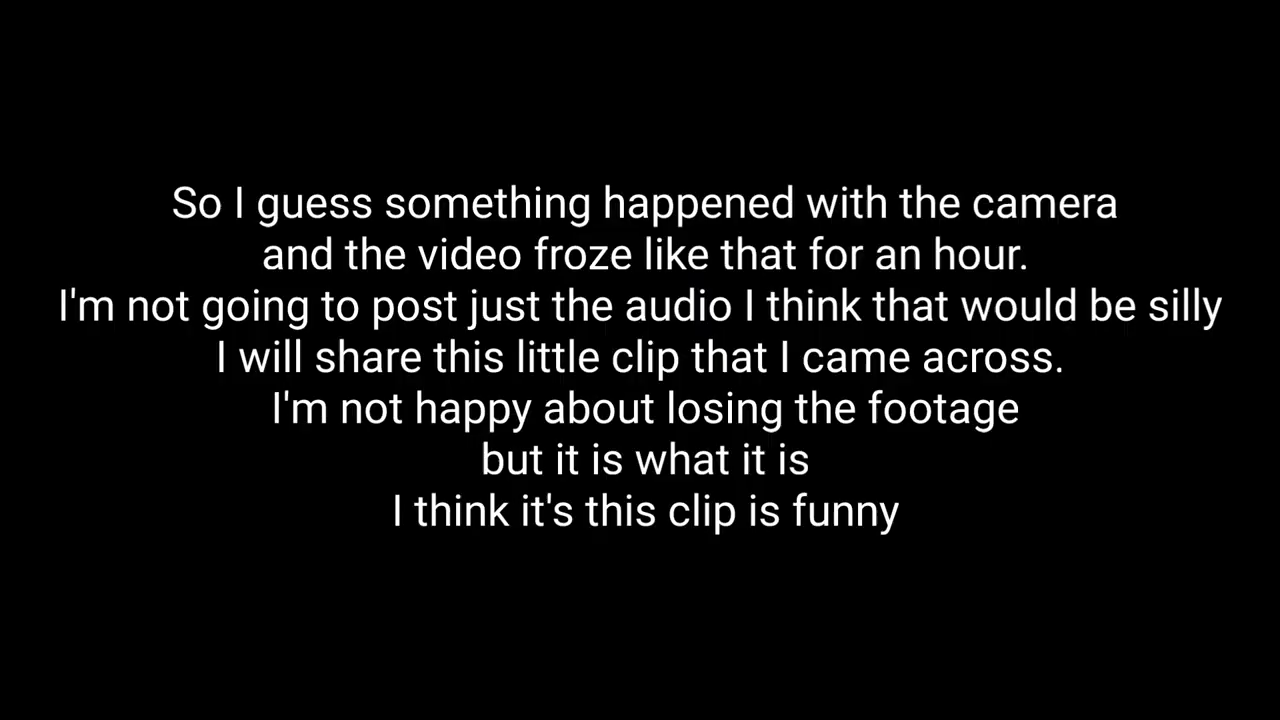 So I guess something happened with the camera
and the video froze like that for an hour.
I'm not going to post just the audio I think that would be silly
I will share this little clip that I came across.
I'm not happy about losing the footage
but it is what it is
I think it's this clip is funny